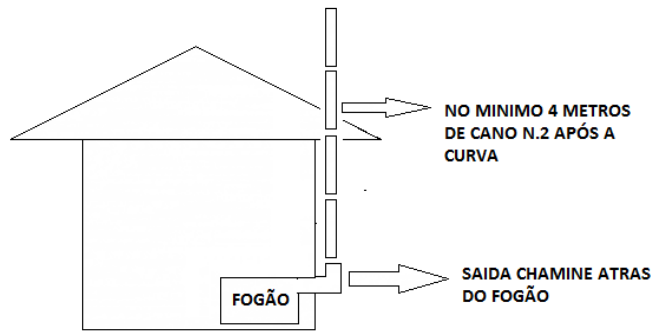 NO MINIMO 4 METROS
DE CANO N.2 APÓS A
CURVA
SAIDA CHAMINE ATRAS
DO FOGÃO
FOGÃO